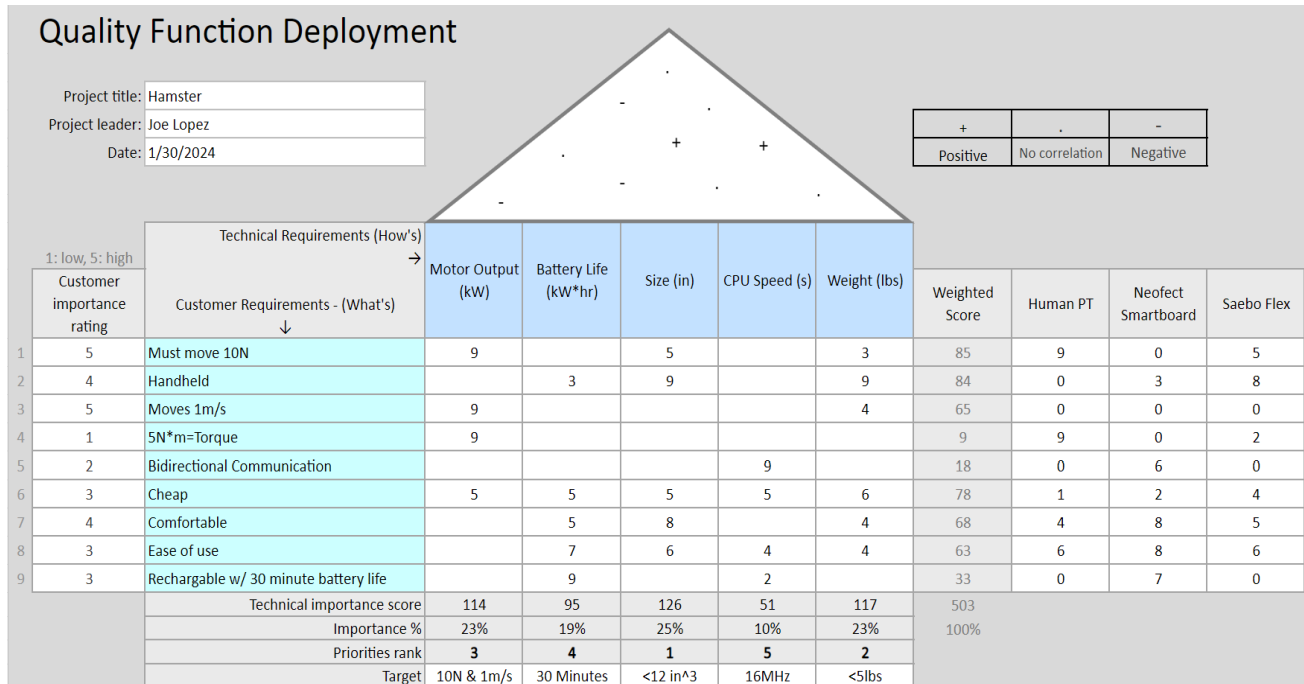 Quality Function Deployment
Project title: Hamster
Project leader: Joe Lopez
Date: 1/30/2024
.
- .
+ +
.
- . .
-
+ . -
Positive No correlation Negative
Technical Requirements (How's)
→
1: low, 5: high
Customer importance rating
Customer Requirements - (What's)
↓
Motor Output (kW)
Battery Life (kW*hr)
Size (in)
CPU Speed (s)
Weight (lbs)
Weighted Score
Human PT
Neofect Smartboard
Saebo Flex
1 5 Must move 10N 9 5 3 85 9 0 5
2 4 Handheld 3 9 9 84 0 3 8
3 5 Moves 1m/s 9 4 65 0 0 0
4 1 5N*m=Torque 9 9 9 0 2
5 2 Bidirectional Communication 9 18 0 6 0
6 3 Cheap 5 5 5 5 6 78 1 2 4
7 4 Comfortable 5 8 4 68 4 8 5
8 3 Ease of use 7 6 4 4 63 6 8 6
9 3 Rechargable w/ 30 minute battery life 9 2 33 0 7 0
Technical importance score 114 95 126 51 117 503
Importance % 23% 19% 25% 10% 23% 100%
Priorities rank 3 4 1 5 2
Target 10N & 1m/s 30 Minutes <12 in^3 16MHz <5lbs